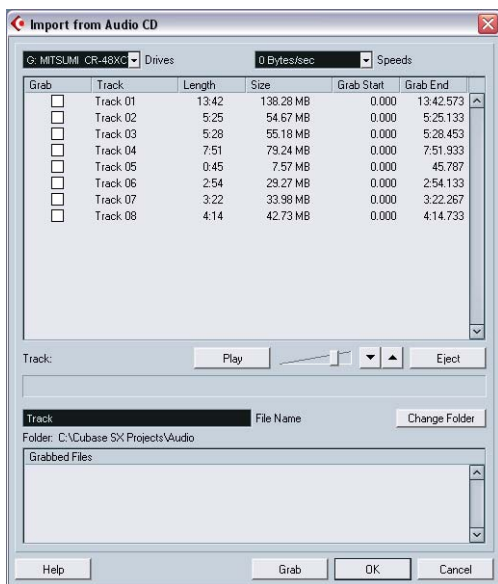 Import from Audio CD
G: MITSUMI CR-48XC Drives 0 Bytes/sec Speeds
Grab Track Length Size Grab Start Grab End
Track 01 13:42 138.28 MB 0.000 13:42.573
Track 02 5:25 54.67 MB 0.000 5:25.133
Track 03 5:28 55.18 MB 0.000 5:28.453
Track 04 7:51 79.24 MB 0.000 7:51.933
Track 05 0:45 7.57 MB 0.000 45.787
Track 06 2:54 29.27 MB 0.000 2:54.133
Track 07 3:22 33.98 MB 0.000 3:22.267
Track 08 4:14 42.73 MB 0.000 4:14.733
Track: Play Eject
Track File Name Change Folder
Folder: C:\Cubase SX Projects\Audio
Grabbed Files
Help Grab OK Cancel